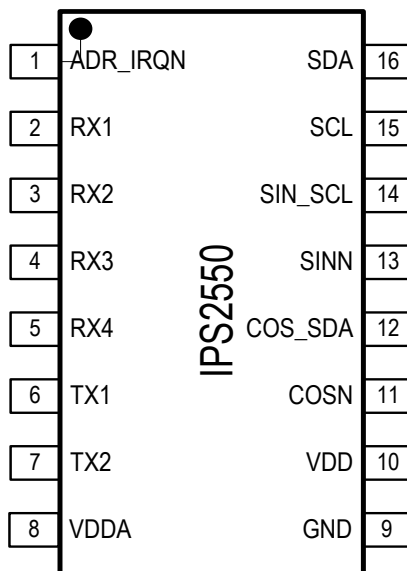 1 ADR_IRQN SDA 16
2 RX1 SCL 15
3 RX2 SIN_SCL 14
4 RX3 SINN 13
IPS2550
5 RX4 COS_SDA 12
6 TX1 COSN 11
7 TX2 VDD 10
8 VDDA GND 9